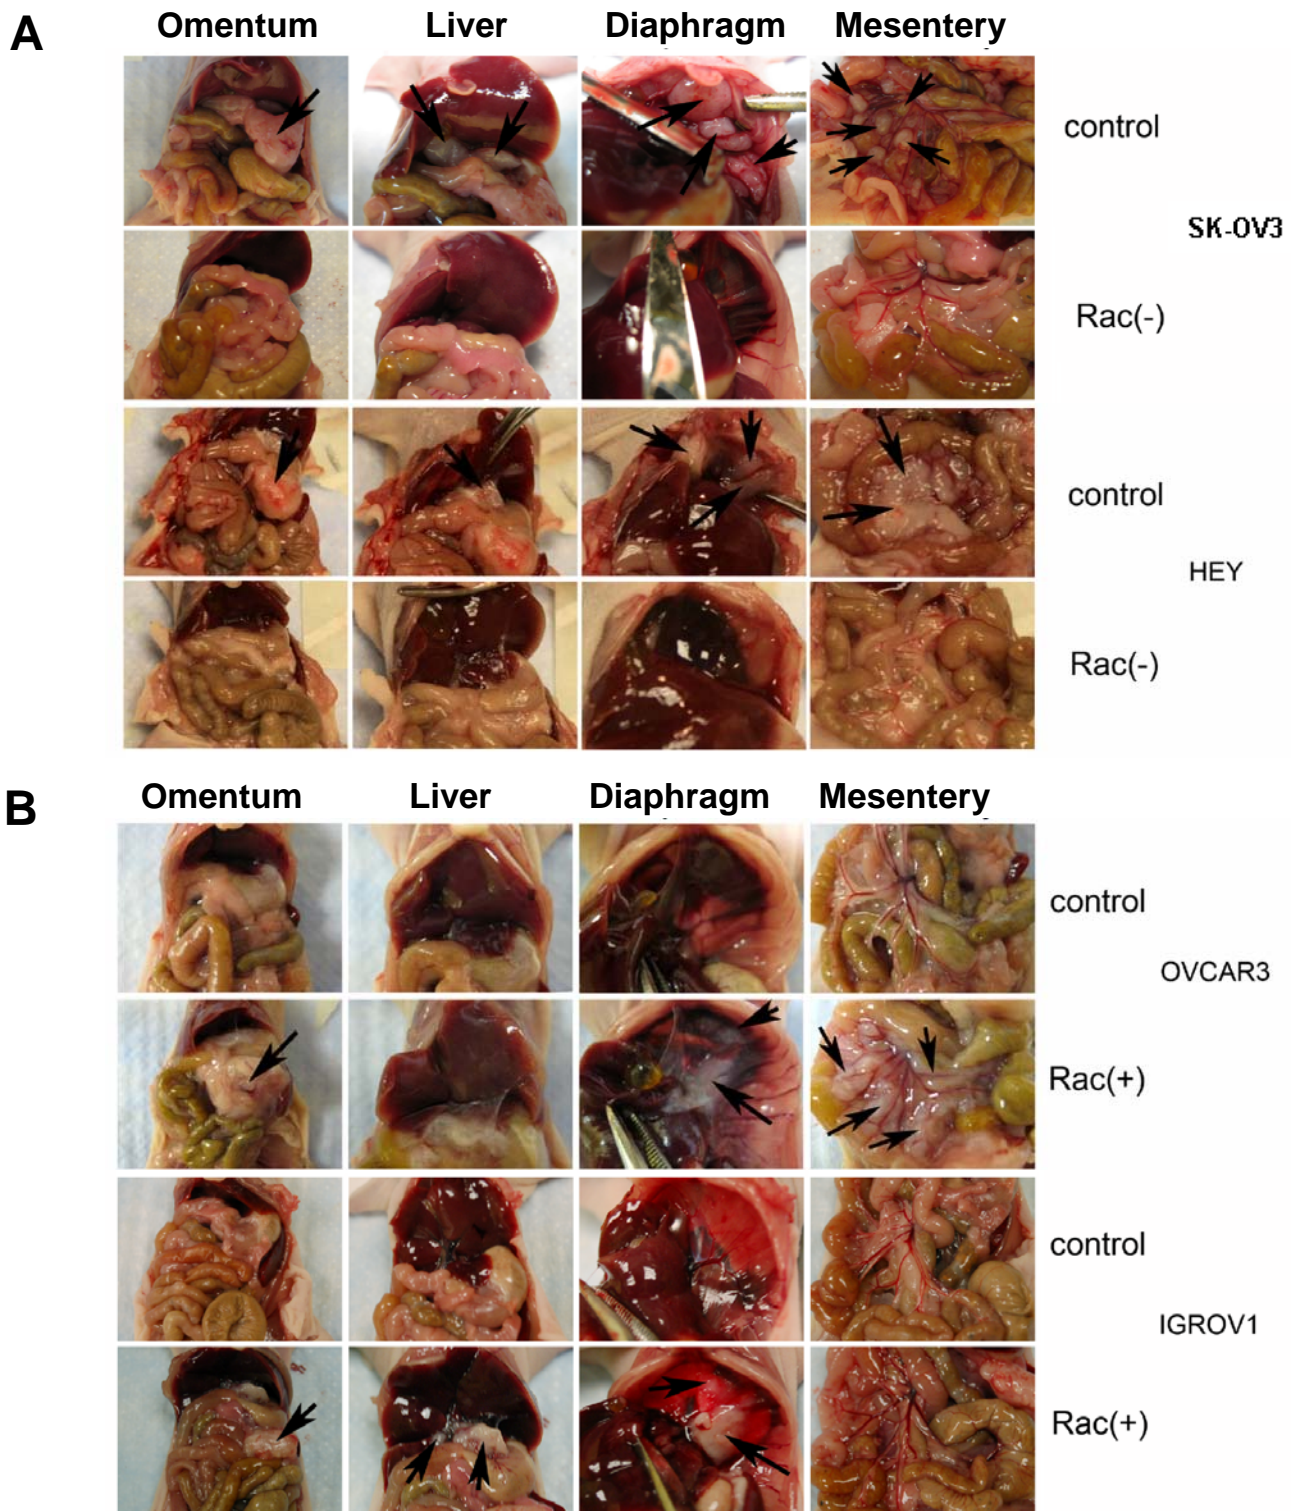 A
Omentum Liver Diaphragm Mesentery
control
SK-OV3
Rac(-)
control
HEY
Rac(-)
B
Omentum Liver Diaphragm Mesentery
control
OVCAR3
Rac(+)
control
IGROV1
Rac(+)